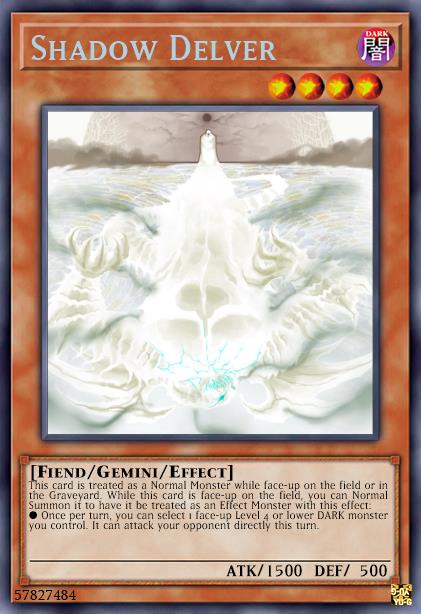 SHADOW DELVER
DARK
闇
[FIEND/GEMINI/EFFECT]
This card is treated as a Normal Monster while face-up on the field or in
the Graveyard. While this card is face-up on the field, you can Normal
Summon it to have it be treated as an Effect Monster with this effect:
● Once per turn, you can select 1 face-up Level 4 or lower DARK monster
you control. It can attack your opponent directly this turn.
ATK/1500 DEF/ 500
57827484